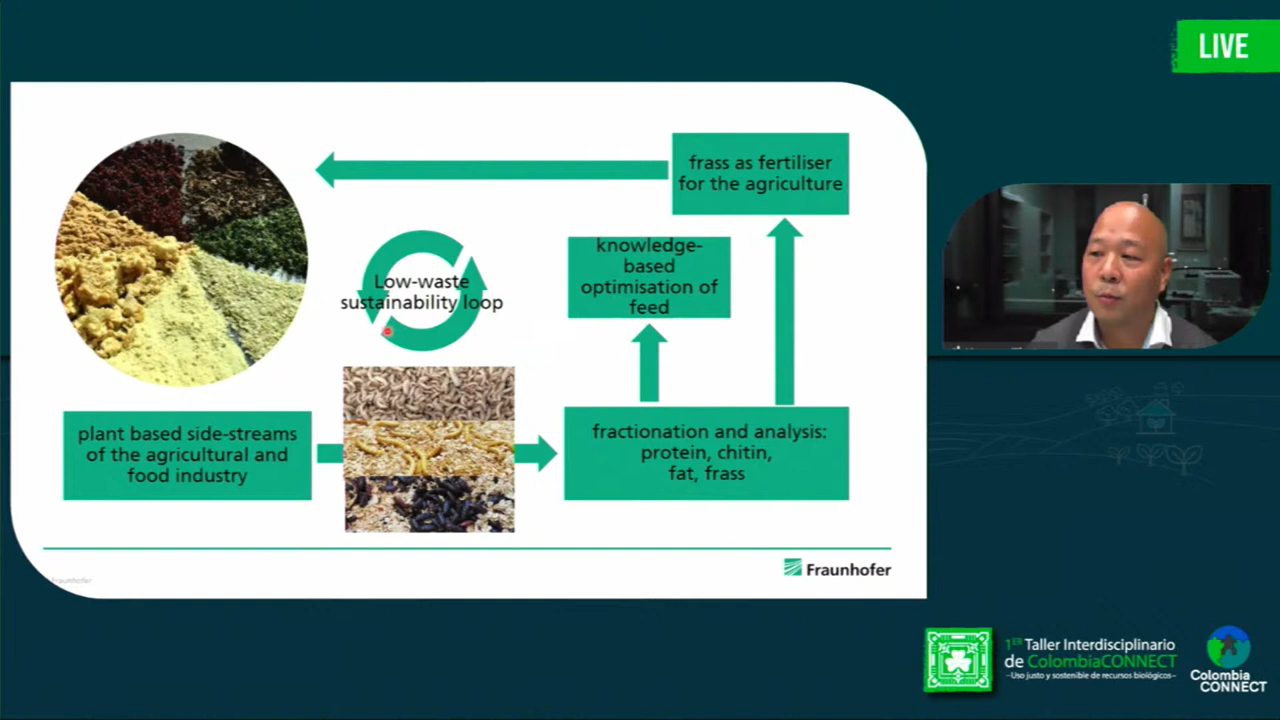 LIVE
frass as fertiliser
for the agriculture
knowledge-
based
optimisation of
feed
Low-waste
sustainability loop
plant based side-streams
of the agricultural and
food industry
fractionation and analysis:
protein, chitin,
fat, frass
Fraunhofer
Fraunhofer
1ER Taller Interdisciplinario
de ColombiaCONNECT
–Uso justo y sostenible de recursos biológicos–
Colombia
CONNECT